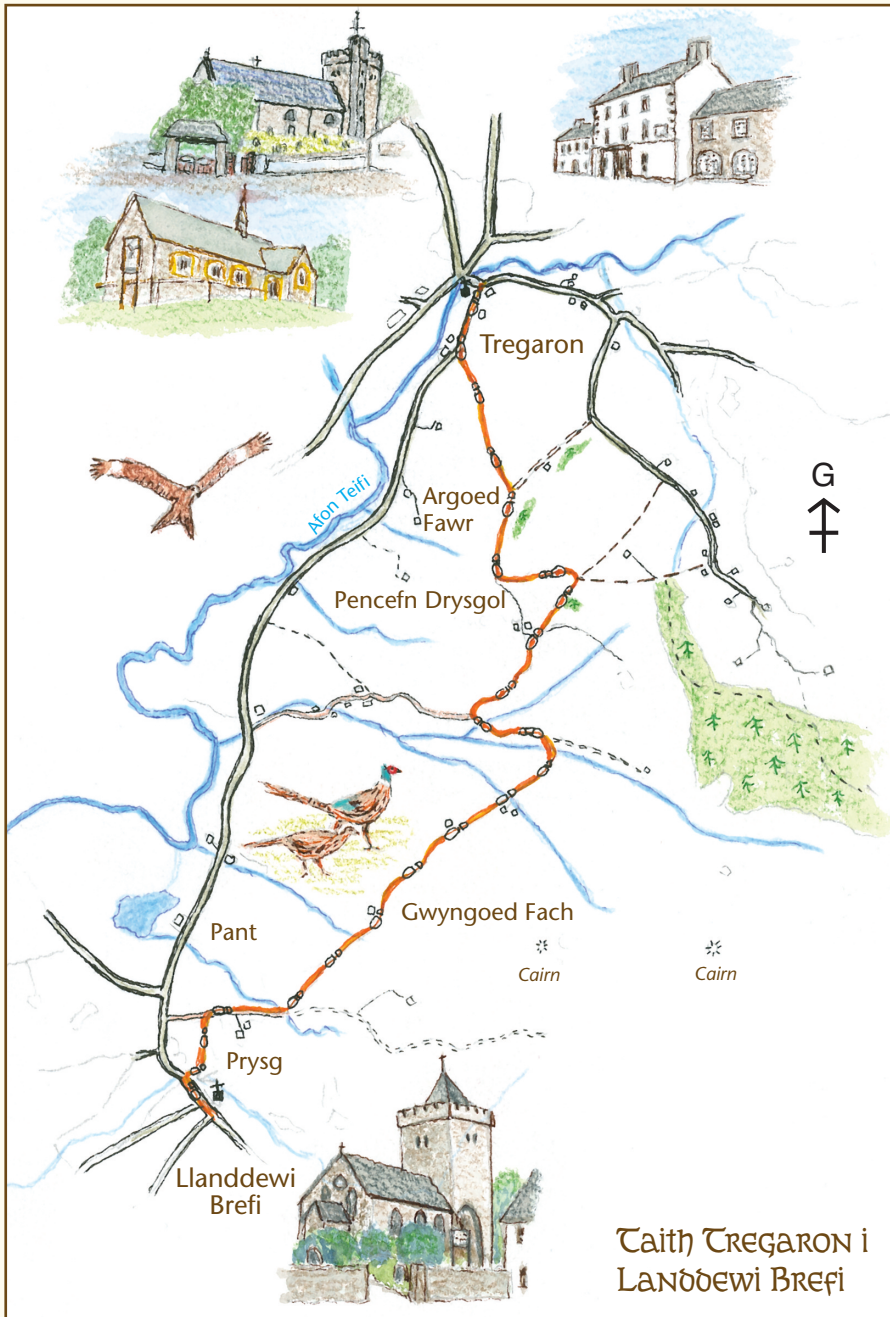 Tregaron
G
Argoed
Fawr
Afon Teifi
Pencefn Drysgol
Gwyngoed Fach
Pant
Cairn
Cairn
Prysg
Llanddewi
Brefi
Taith Tregaron i
Landdewi Brefi